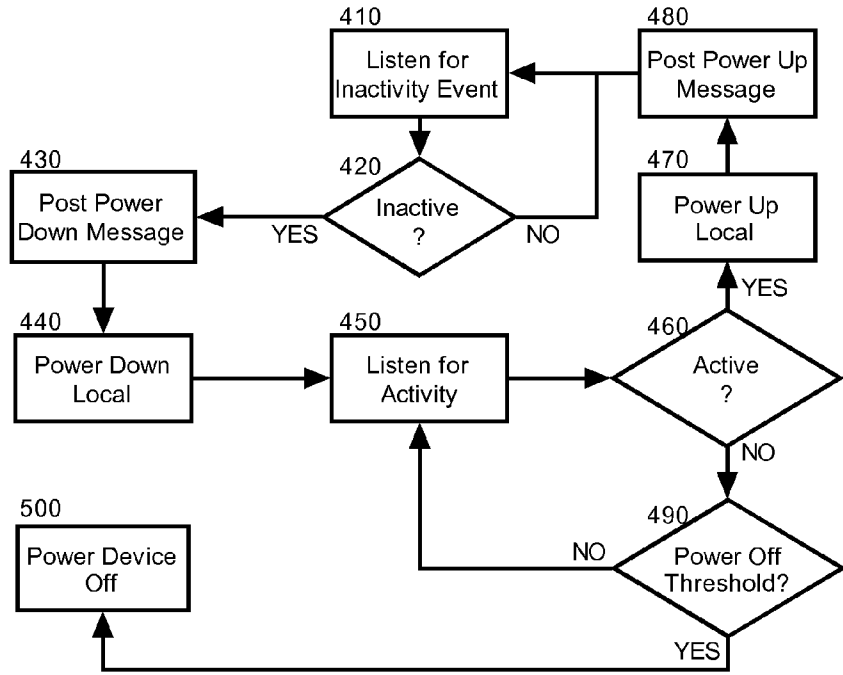 410
Listen for
Inactivity Event
480
Post Power Up
Message
420
Inactive
?
YES
NO
430
Post Power
Down Message
470
Power Up
Local
YES
440
Power Down
Local
450
Listen for
Activity
460
Active
?
NO
490
Power Off
Threshold?
NO
YES
500
Power Device
Off